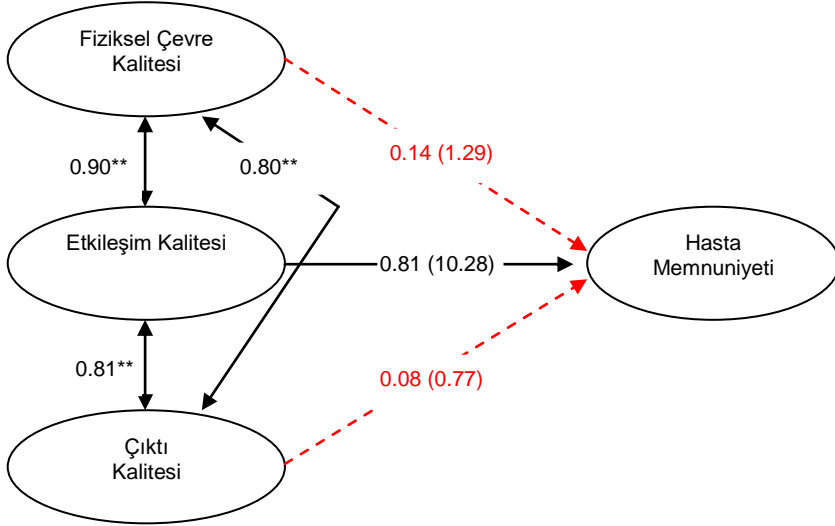 Fiziksel Çevre
Kalitesi
0.90**
0.80**
0.14 (1.29)
Etkileşim Kalitesi
0.81 (10.28)
Hasta
Memnuniyeti
0.81**
0.08 (0.77)
Çıktı
Kalitesi